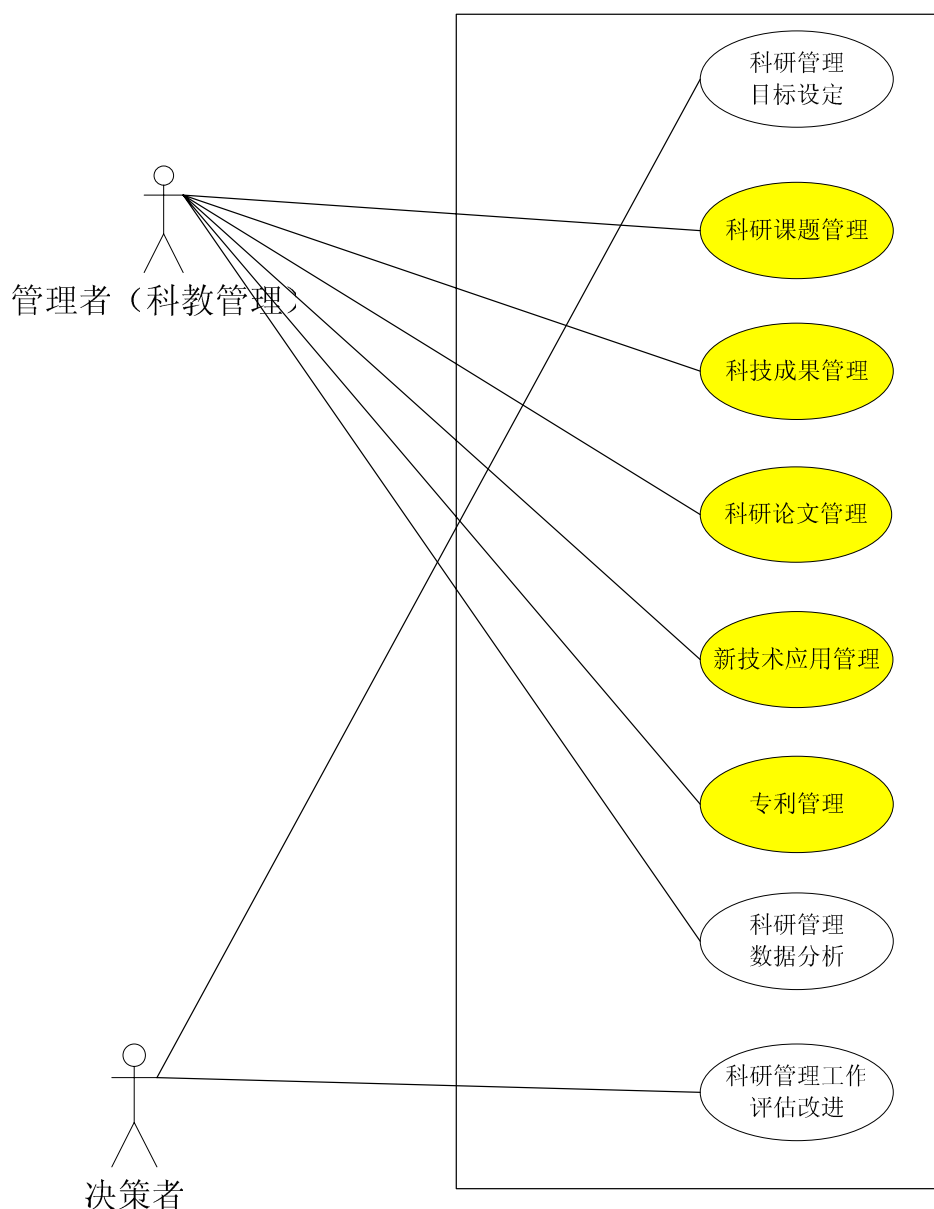 科研管理
目标设定
科研课题管理
管理者（科教管理）
科技成果管理
科研论文管理
新技术应用管理
专利管理
科研管理
数据分析
科研管理工作
评估改进
决策者